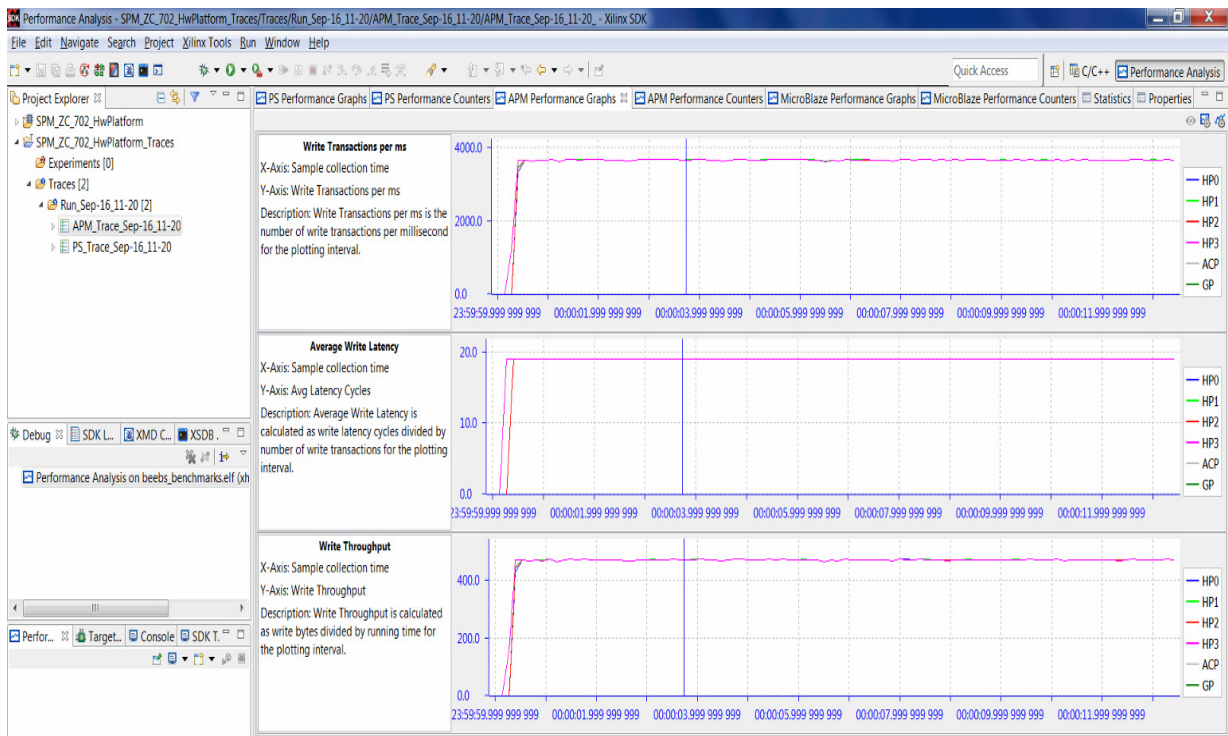 Performance Analysis - SPM_ZC_702_HwPlatform_Traces/Traces/Run_Sep-16_11-20/APM_Trace_Sep-16_11-20/APM_Trace_Sep-16_11-20_ - Xilinx SDK
File Edit Navigate Search Project Xilinx Tools Run Window Help
Quick Access C/C++ Performance Analysis
Project Explorer
SPM_ZC_702_HwPlatform
SPM_ZC_702_HwPlatform_Traces
Experiments [0]
Traces [2]
Run_Sep-16_11-20 [2]
APM_Trace_Sep-16_11-20
PS_Trace_Sep-16_11-20
Debug SDK L... XMD C... XSDB .
Performance Analysis on beebs_benchmarks.elf (xh
Perfor... Target... Console SDK T.
PS Performance Graphs PS Performance Counters APM Performance Graphs APM Performance Counters MicroBlaze Performance Graphs MicroBlaze Performance Counters Statistics Properties
Write Transactions per ms
X-Axis: Sample collection time
Y-Axis: Write Transactions per ms
Description: Write Transactions per ms is the
number of write transactions per millisecond
for the plotting interval.
4000.0
2000.0
0.0
23:59:59.999 999 999 00:00:01.999 999 999 00:00:03.999 999 999 00:00:05.999 999 999 00:00:07.999 999 999 00:00:09.999 999 999 00:00:11.999 999 999
HP0
HP1
HP2
HP3
ACP
GP
Average Write Latency
X-Axis: Sample collection time
Y-Axis: Avg Latency Cycles
Description: Average Write Latency is
calculated as write latency cycles divided by
number of write transactions for the plotting
interval.
20.0
10.0
0.0
23:59:59.999 999 999 00:00:01.999 999 999 00:00:03.999 999 999 00:00:05.999 999 999 00:00:07.999 999 999 00:00:09.999 999 999 00:00:11.999 999 999
HP0
HP1
HP2
HP3
ACP
GP
Write Throughput
X-Axis: Sample collection time
Y-Axis: Write Throughput
Description: Write Throughput is calculated
as write bytes divided by running time for
the plotting interval.
400.0
200.0
0.0
23:59:59.999 999 999 00:00:01.999 999 999 00:00:03.999 999 999 00:00:05.999 999 999 00:00:07.999 999 999 00:00:09.999 999 999 00:00:11.999 999 999
HP0
HP1
HP2
HP3
ACP
GP